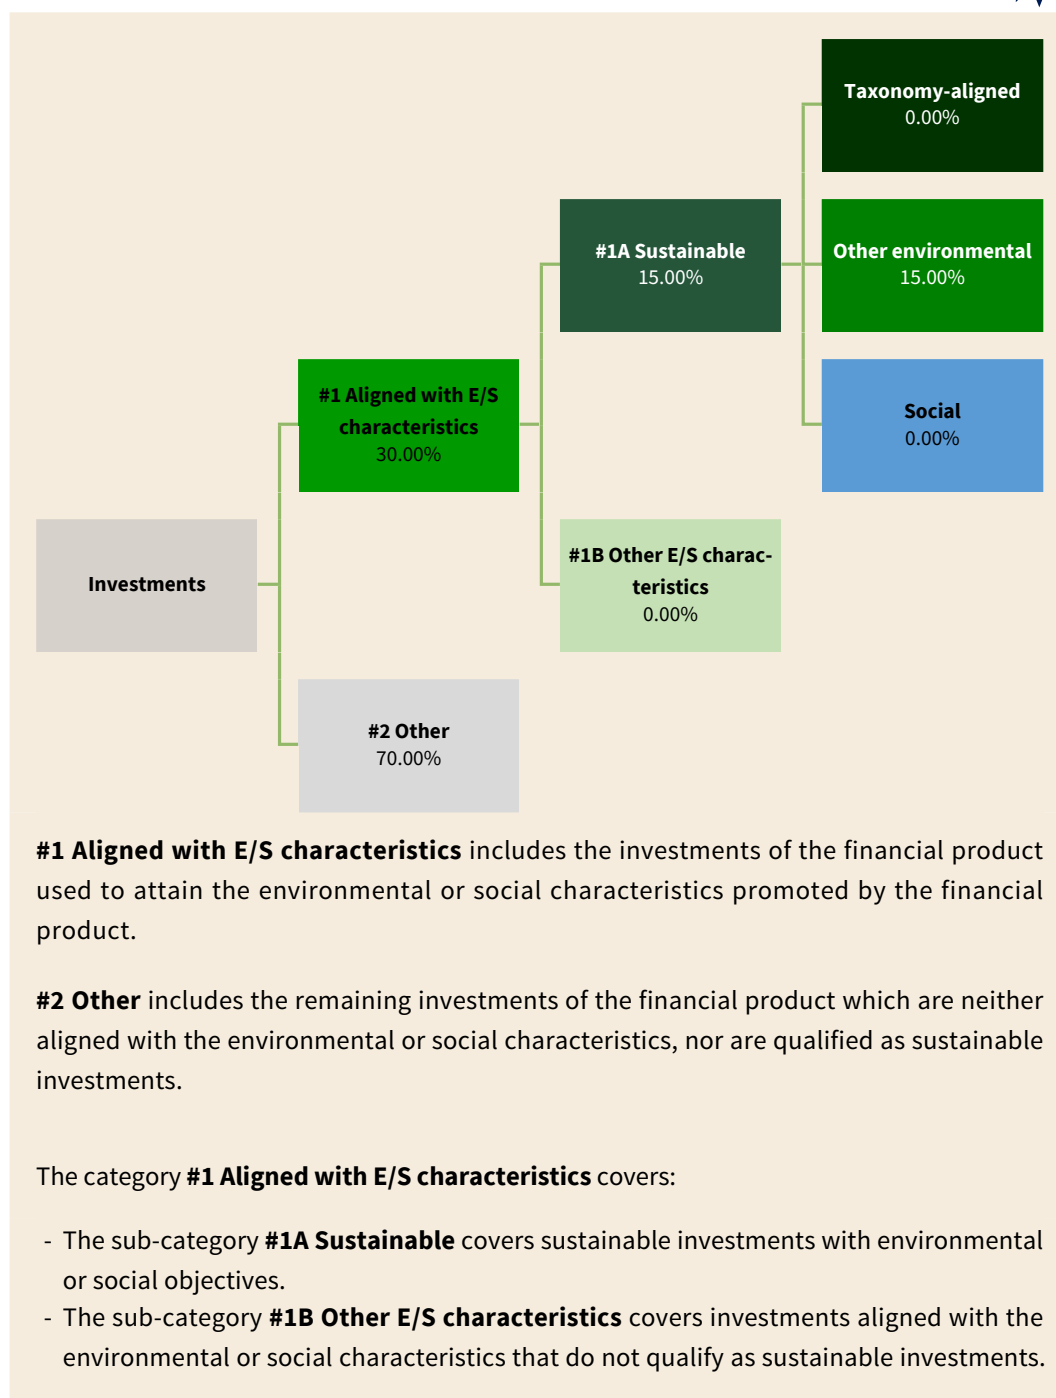 Taxonomy-aligned
0.00%
#1A Sustainable
15.00%
Other environmental
15.00%
#1 Aligned with E/S
characteristics
30.00%
Social
0.00%
Investments
#1B Other E/S charac-
teristics
0.00%
#2 Other
70.00%
#1 Aligned with E/S characteristics includes the investments of the financial product
used to attain the environmental or social characteristics promoted by the financial
product.
#2 Other includes the remaining investments of the financial product which are neither
aligned with the environmental or social characteristics, nor are qualified as sustainable
investments.
The category #1 Aligned with E/S characteristics covers:
- The sub-category #1A Sustainable covers sustainable investments with environmental
or social objectives.
- The sub-category #1B Other E/S characteristics covers investments aligned with the
environmental or social characteristics that do not qualify as sustainable investments.